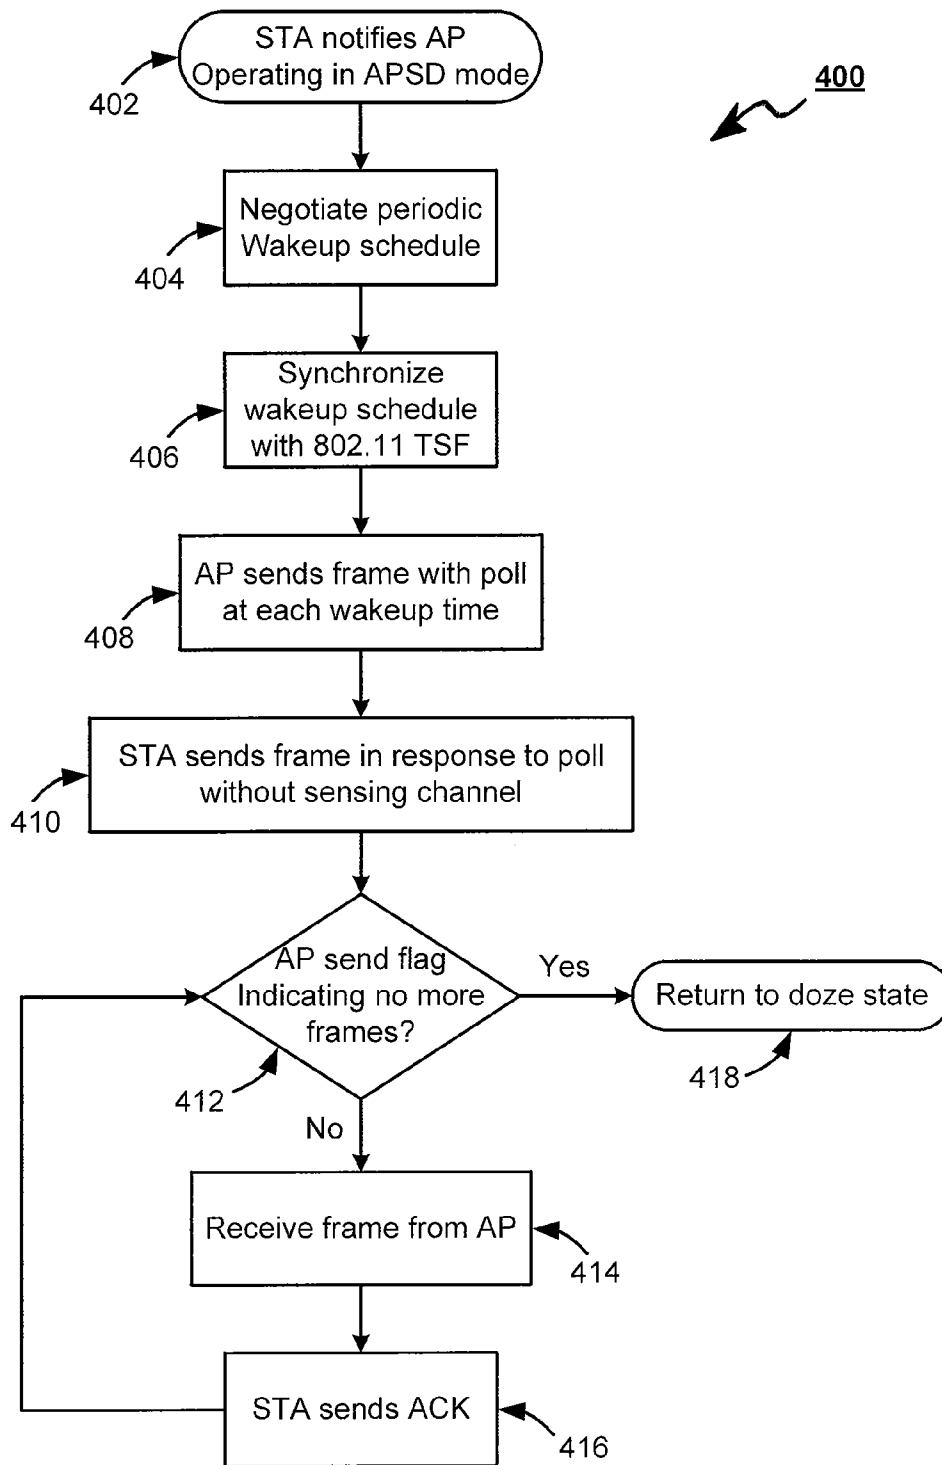 STA notifies AP
Operating in APSD mode
402
400
Negotiate periodic
Wakeup schedule
404
Synchronize
wakeup schedule
with 802.11 TSF
406
AP sends frame with poll
at each wakeup time
408
STA sends frame in response to poll
without sensing channel
410
AP send flag
Indicating no more
frames?
412
Yes
Return to doze state
418
No
Receive frame from AP
414
STA sends ACK
416